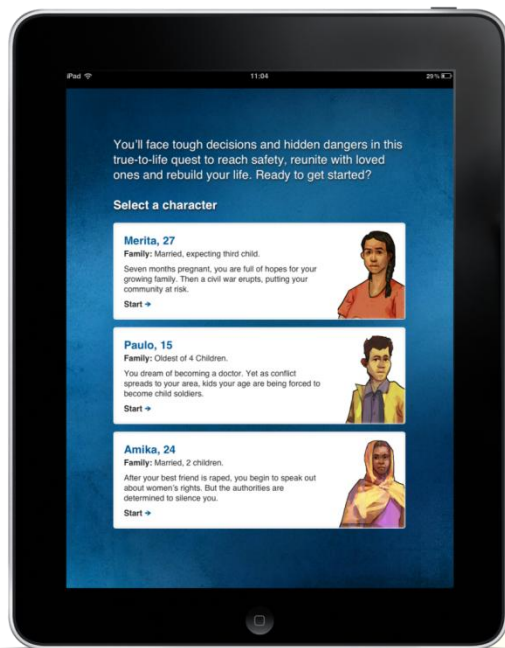 iPad 11:04 29%
You'll face tough decisions and hidden dangers in this
true-to-life quest to reach safety, reunite with loved
ones and rebuild your life. Ready to get started?
Select a character
Merita, 27
Family: Married, expecting third child.
Seven months pregnant, you are full of hopes for your
growing family. Then a civil war erupts, putting your
community at risk.
Start →
Paulo, 15
Family: Oldest of 4 Children.
You dream of becoming a doctor. Yet as conflict
spreads to your area, kids your age are being forced to
become child soldiers.
Start →
Amika, 24
Family: Married, 2 children.
After your best friend is raped, you begin to speak out
about women's rights. But the authorities are
determined to silence you.
Start →